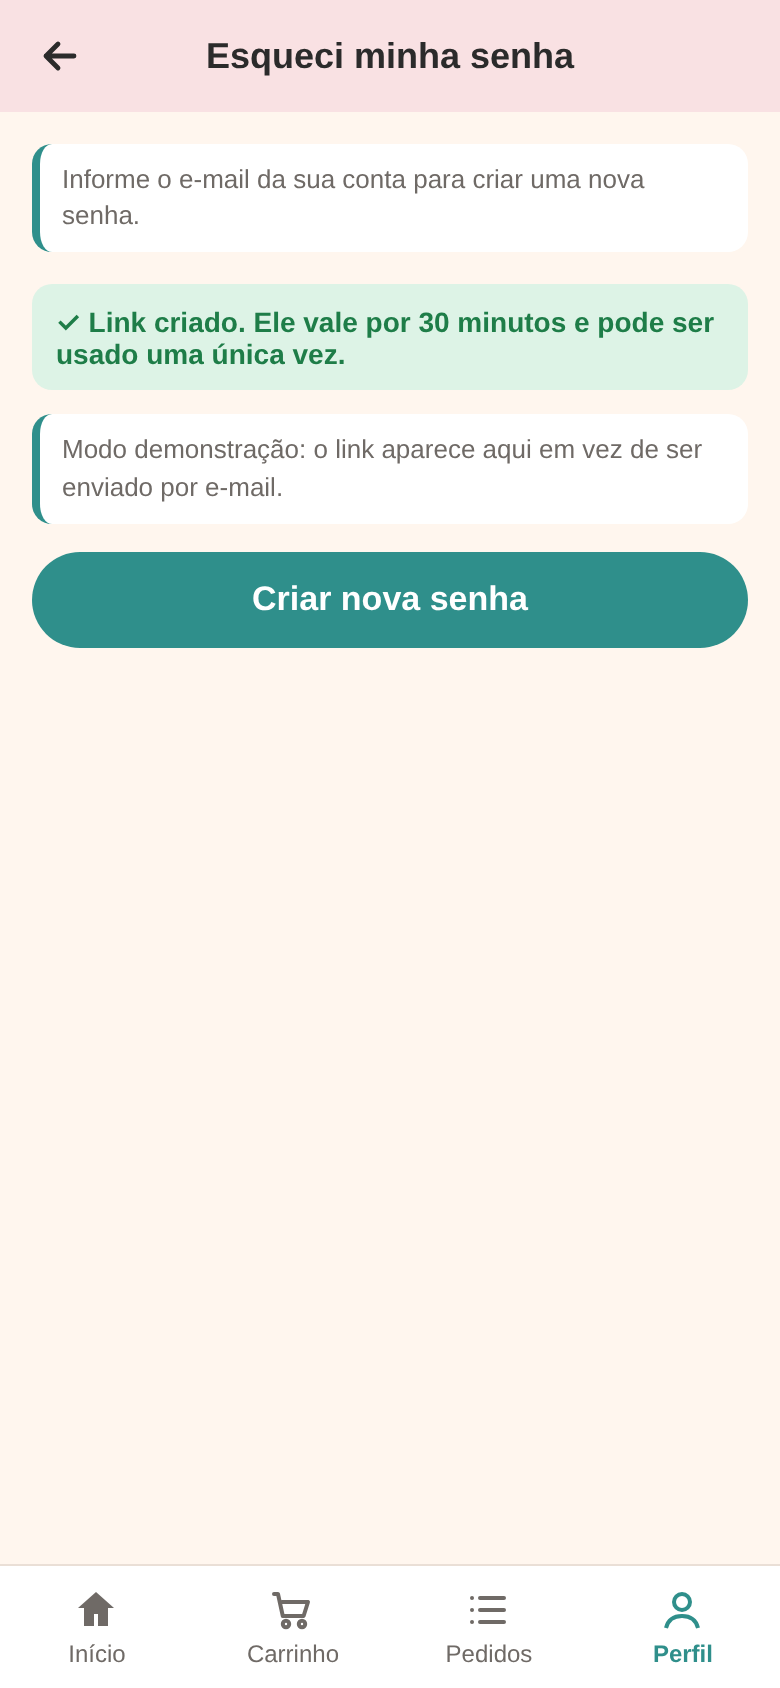 Esqueci minha senha
Informe o e-mail da sua conta para criar uma nova
senha.
✓ Link criado. Ele vale por 30 minutos e pode ser
usado uma única vez.
Modo demonstração: o link aparece aqui em vez de ser
enviado por e-mail.
Criar nova senha
Início
Carrinho
Pedidos
Perfil